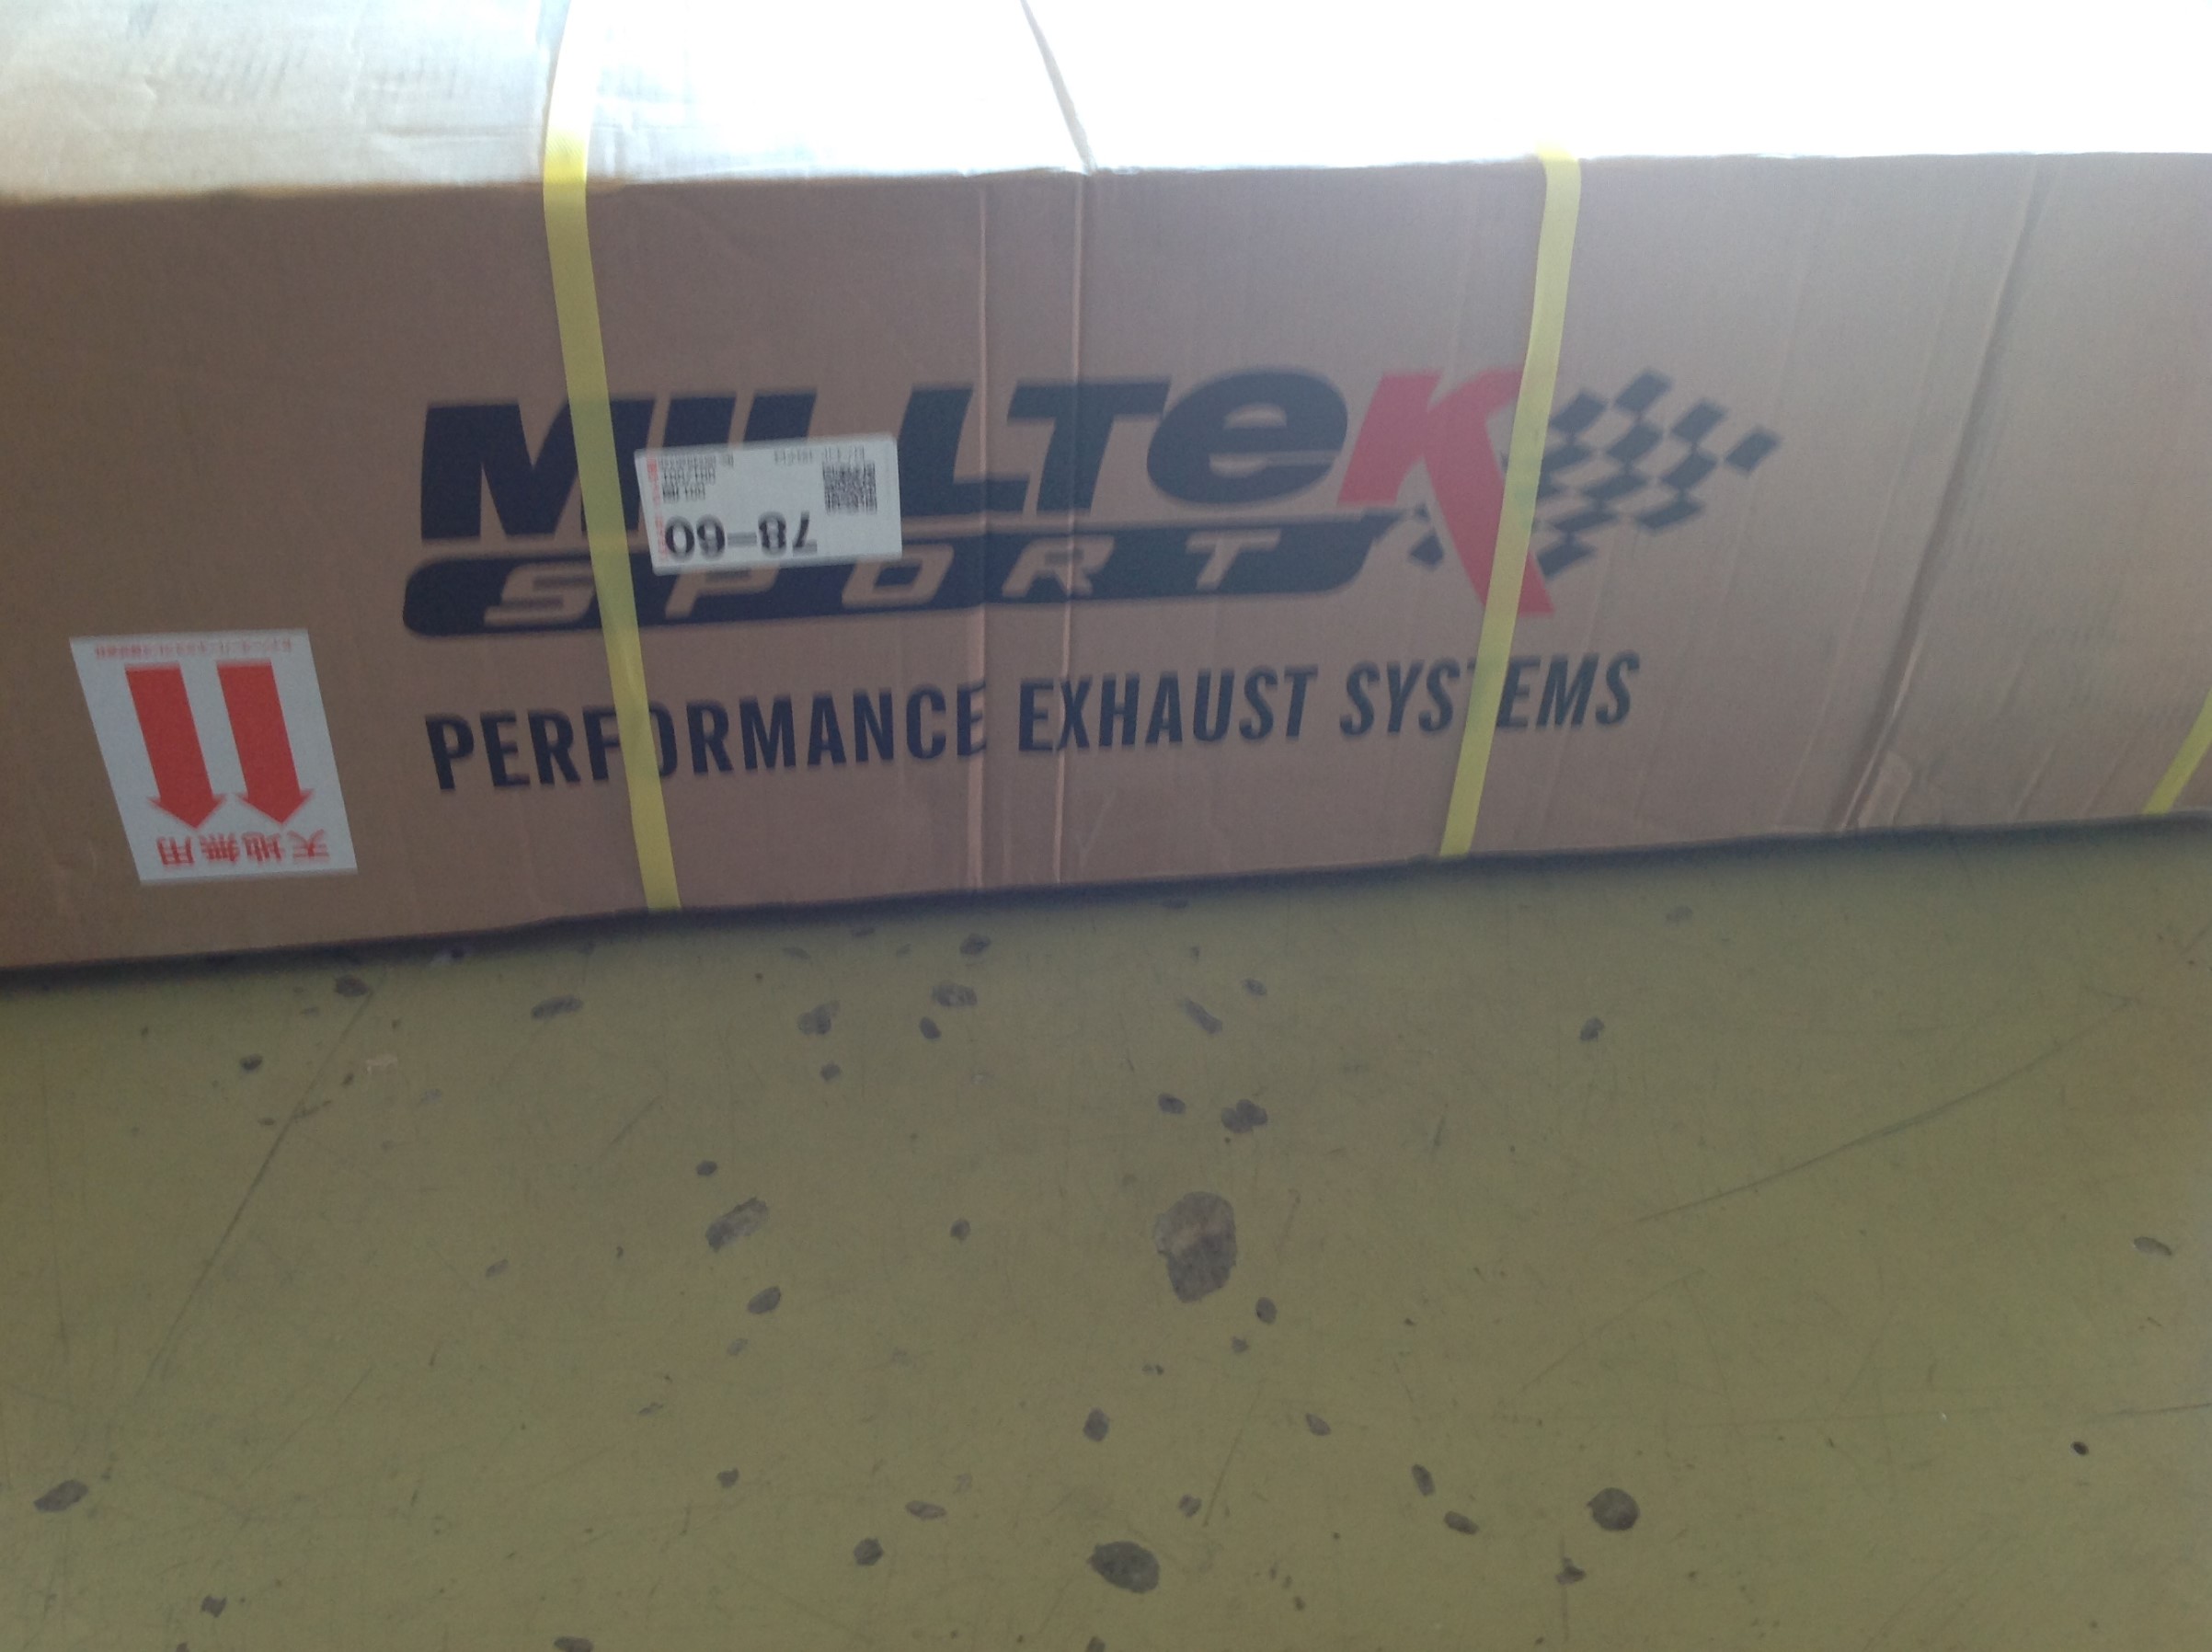 MILLTEK
SPORT
78-60
PERFORMANCE EXHAUST SYSTEMS
天地無用